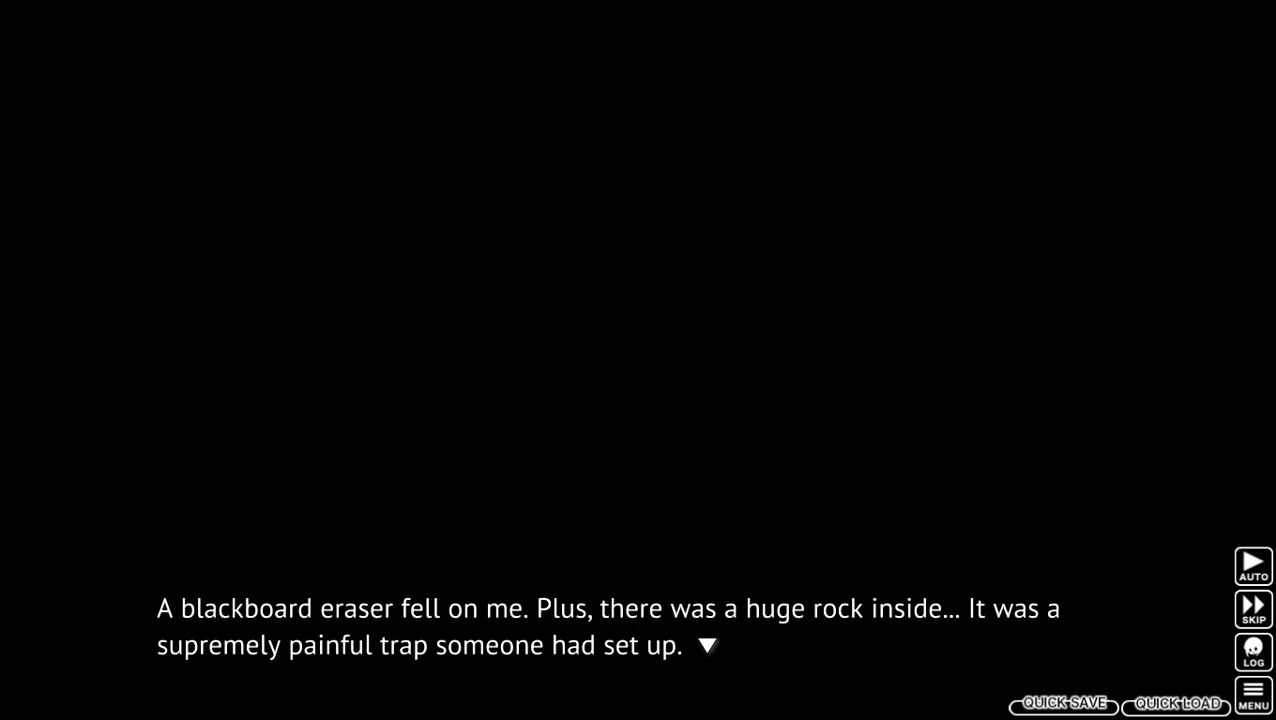 A blackboard eraser fell on me. Plus, there was a huge rock inside... It was a
supremely painful trap someone had set up.
AUTO
SKIP
LOG
MENU
QUICK SAVE QUICK LOAD